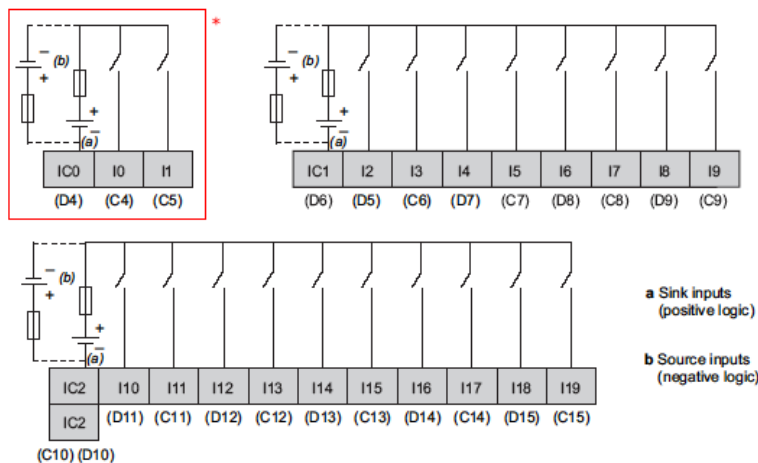 *
− (b) +
+ − (a)
IC0 I0 I1
(D4) (C4) (C5)
− (b) +
+ − (a)
IC1 I2 I3 I4 I5 I6 I7 I8 I9
(D6) (D5) (C6) (D7) (C7) (D8) (C8) (D9) (C9)
− (b) +
+ − (a)
IC2 I10 I11 I12 I13 I14 I15 I16 I17 I18 I19
IC2 (D11) (C11) (D12) (C12) (D13) (C13) (D14) (C14) (D15) (C15)
(C10) (D10)
a Sink inputs
(positive logic)
b Source inputs
(negative logic)